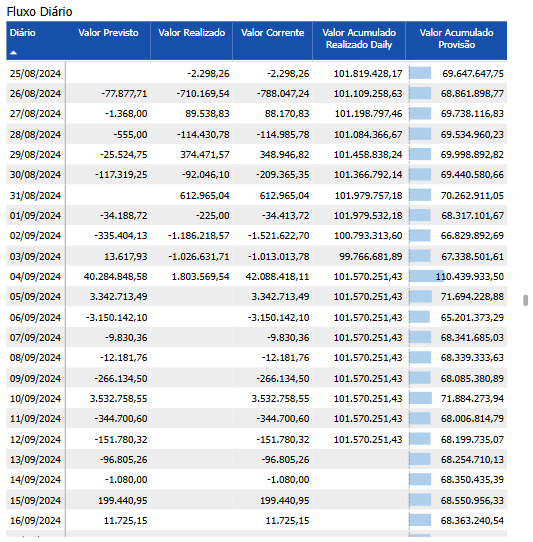 Fluxo Diário
Diário Valor Previsto Valor Realizado Valor Corrente Valor Acumulado Realizado Daily Valor Acumulado Provisão
25/08/2024 -2.298,26 -2.298,26 101.819.428,17 69.647.647,75
26/08/2024 -77.877,71 -710.169,54 -788.047,24 101.109.258,63 68.861.898,77
27/08/2024 -1.368,00 89.538,83 88.170,83 101.198.797,46 69.738.116,83
28/08/2024 -555,00 -114.430,78 -114.985,78 101.084.366,67 69.534.960,23
29/08/2024 -25.524,75 374.471,57 348.946,82 101.458.838,24 69.998.892,82
30/08/2024 -117.319,25 -92.046,10 -209.365,35 101.366.792,14 69.440.580,66
31/08/2024 612.965,04 612.965,04 101.979.757,18 70.262.911,05
01/09/2024 -34.188,72 -225,00 -34.413,72 101.979.532,18 68.317.101,67
02/09/2024 -335.404,13 -1.186.218,57 -1.521.622,70 100.793.313,60 66.829.892,69
03/09/2024 13.617,93 -1.026.631,71 -1.013.013,78 99.766.681,89 67.338.501,61
04/09/2024 40.284.848,58 1.803.569,54 42.088.418,11 101.570.251,43 110.439.933,50
05/09/2024 3.342.713,49 3.342.713,49 101.570.251,43 71.694.228,88
06/09/2024 -3.150.142,10 -3.150.142,10 101.570.251,43 65.201.373,29
07/09/2024 -9.830,36 -9.830,36 101.570.251,43 68.341.685,03
08/09/2024 -12.181,76 -12.181,76 101.570.251,43 68.339.333,63
09/09/2024 -266.134,50 -266.134,50 101.570.251,43 68.085.380,89
10/09/2024 3.532.758,55 3.532.758,55 101.570.251,43 71.884.273,94
11/09/2024 -344.700,60 -344.700,60 101.570.251,43 68.006.814,79
12/09/2024 -151.780,32 -151.780,32 101.570.251,43 68.199.735,07
13/09/2024 -96.805,26 -96.805,26 68.254.710,13
14/09/2024 -1.080,00 -1.080,00 68.350.435,39
15/09/2024 199.440,95 199.440,95 68.550.956,33
16/09/2024 11.725,15 11.725,15 68.363.240,54